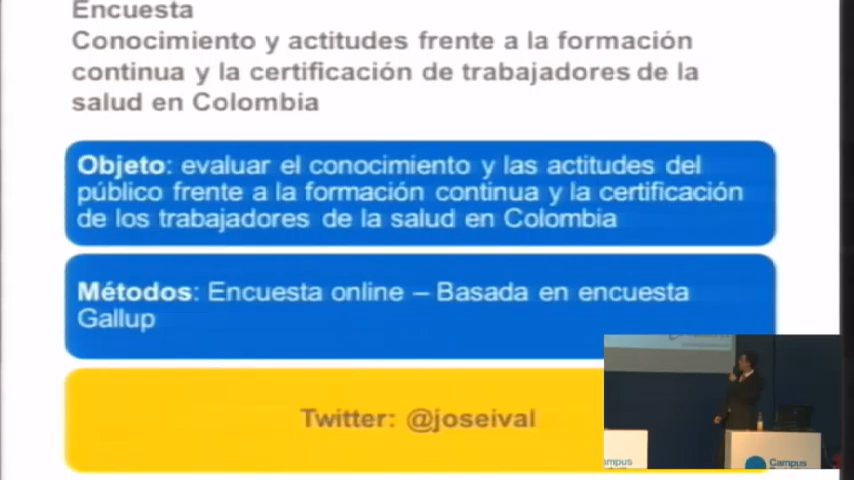 Encuesta
Conocimiento y actitudes frente a la formación
continua y la certificación de trabajadores de la
salud en Colombia
Objeto: evaluar el conocimiento y las actitudes del
público frente a la formación continua y la certificación
de los trabajadores de la salud en Colombia
Métodos: Encuesta online – Basada en encuesta
Gallup
Twitter: @joseival
Campus